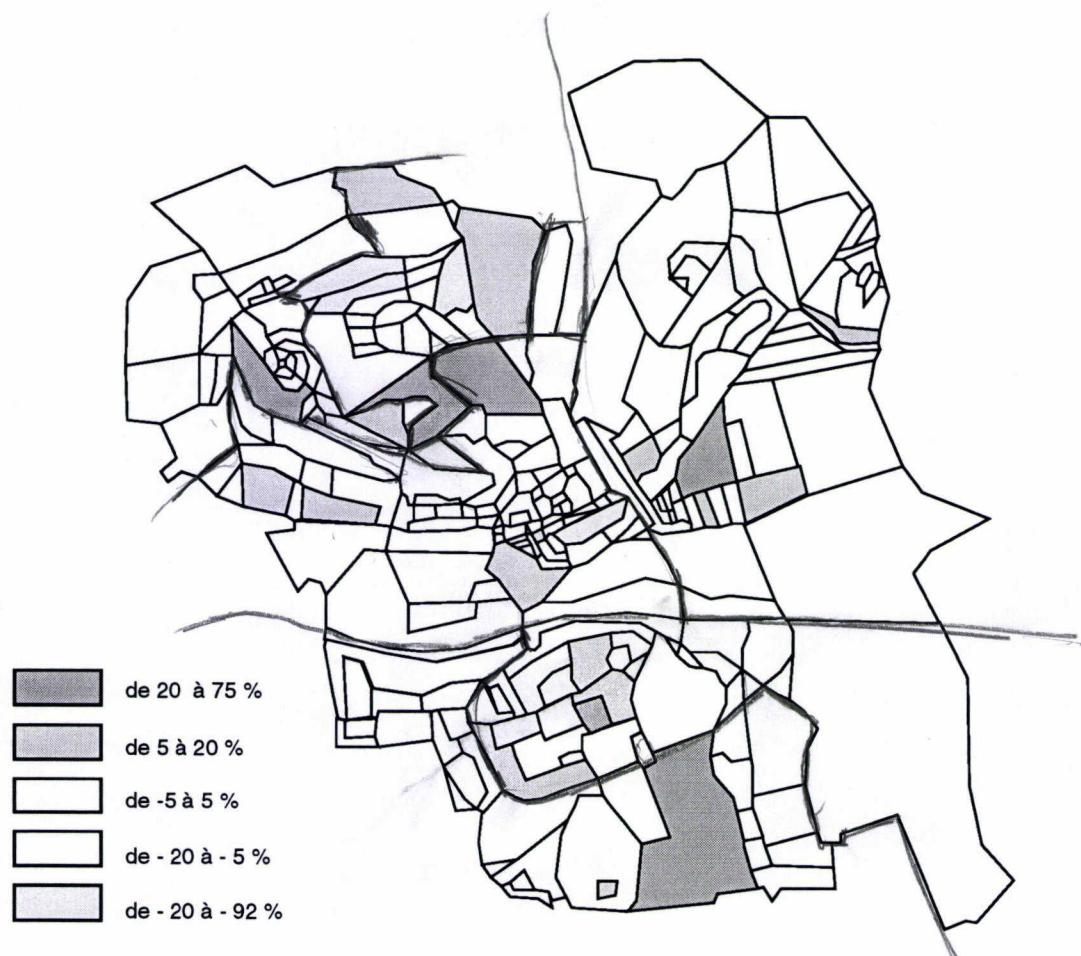 de 20 à 75 %
de 5 à 20 %
de -5 à 5 %
de - 20 à - 5 %
de - 20 à - 92 %